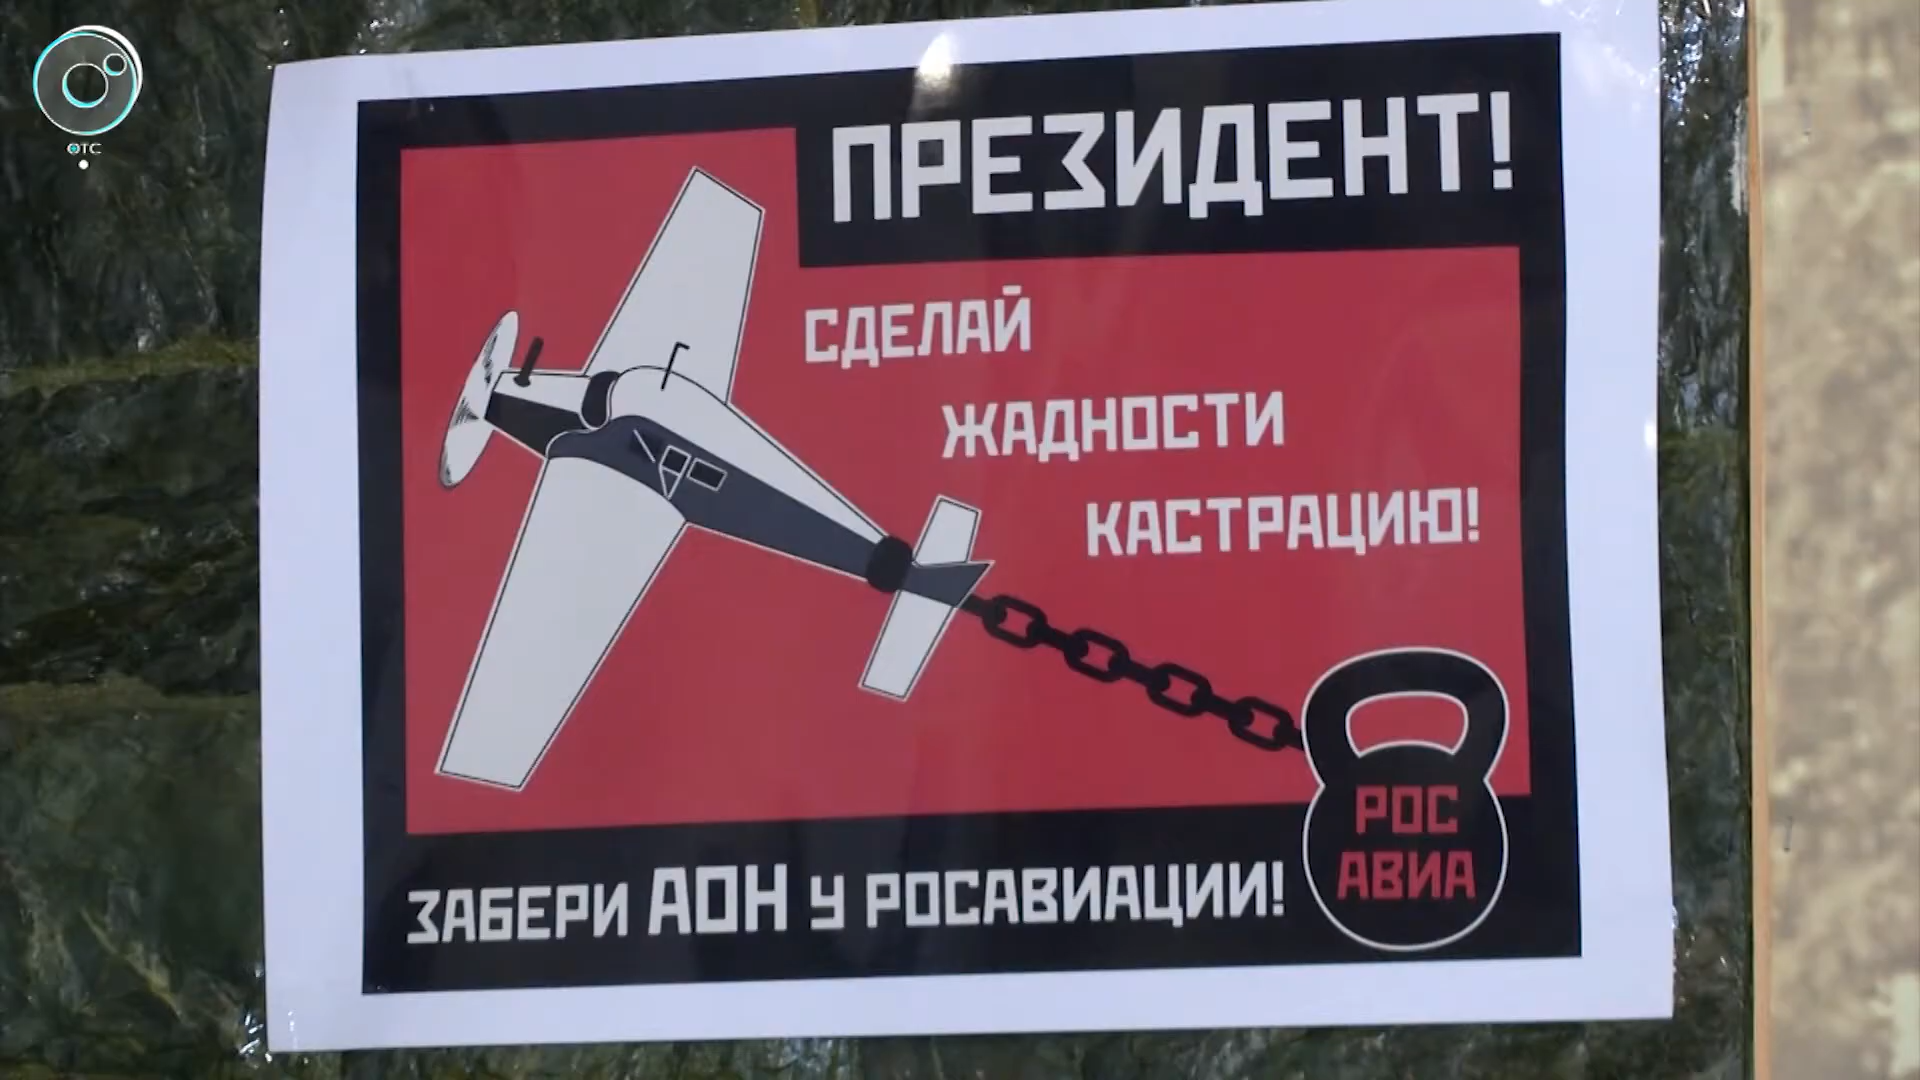 ОТС
ПРЕЗИДЕНТ!
СДЕЛАЙ
ЖАДНОСТИ
КАСТРАЦИЮ!
РОС
АВИА
ЗАБЕРИ АОН У РОСАВИАЦИИ!